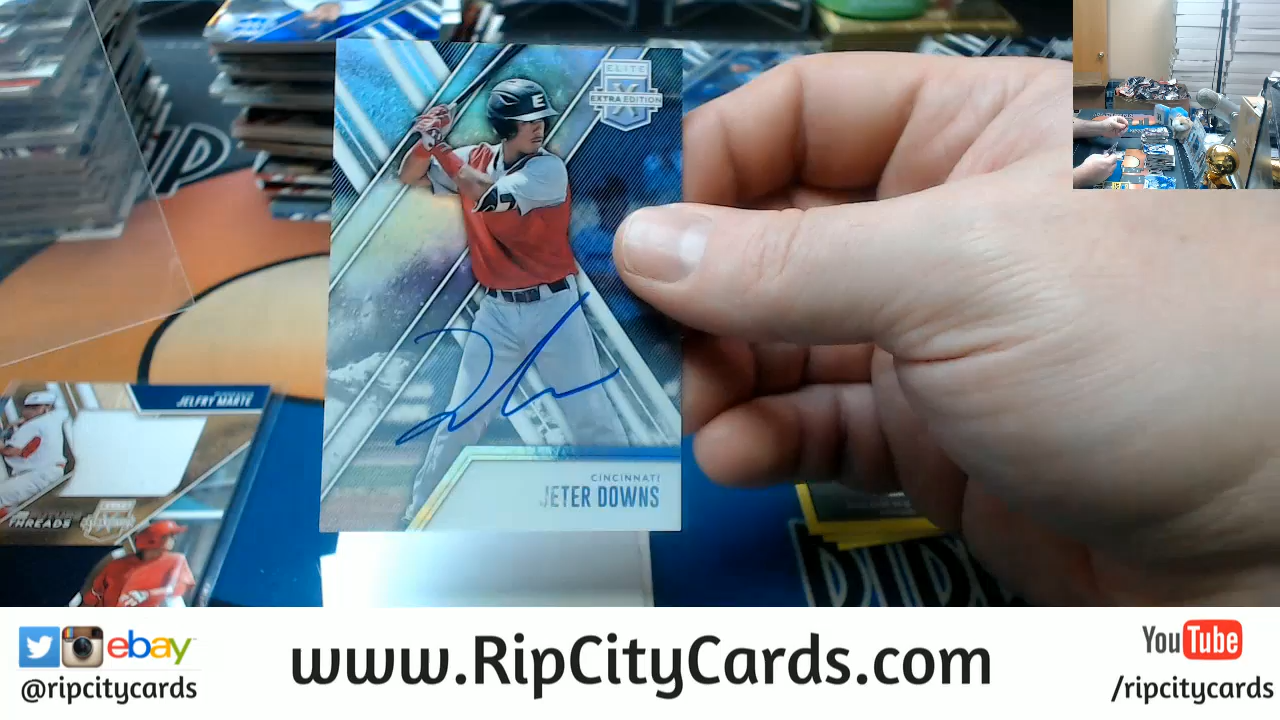 ELITE
EXTRA EDITION
E
CINCINNATI
JETER DOWNS
JELFRY MARTE
THREADS
ebay
@ripcitycards
www.RipCityCards.com
YouTube
/ripcitycards